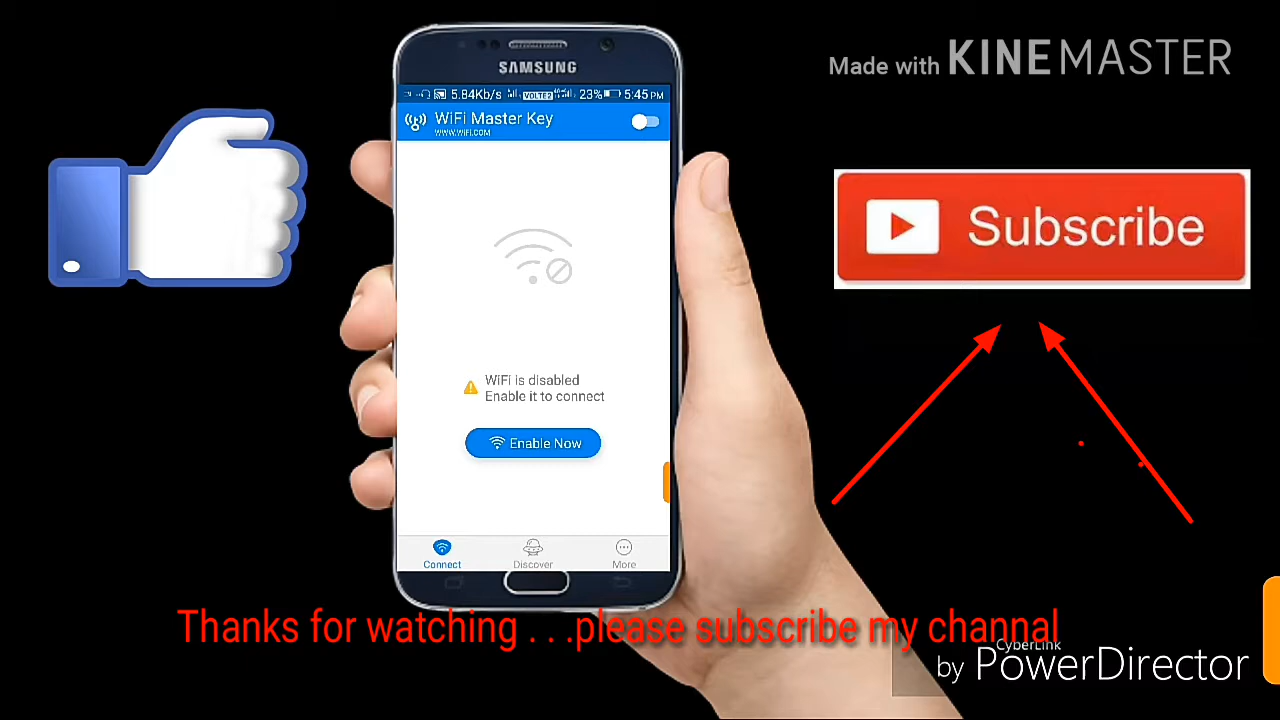 Made with KINEMASTER
SAMSUNG
5.84Kb/s VOLTE2 23% 5:45 PM
WiFi Master Key
WWW.WIFI.COM
Subscribe
WiFi is disabled
Enable it to connect
Enable Now
Connect Discover More
Thanks for watching . . .please subscribe my channal
CyberLink
by PowerDirector